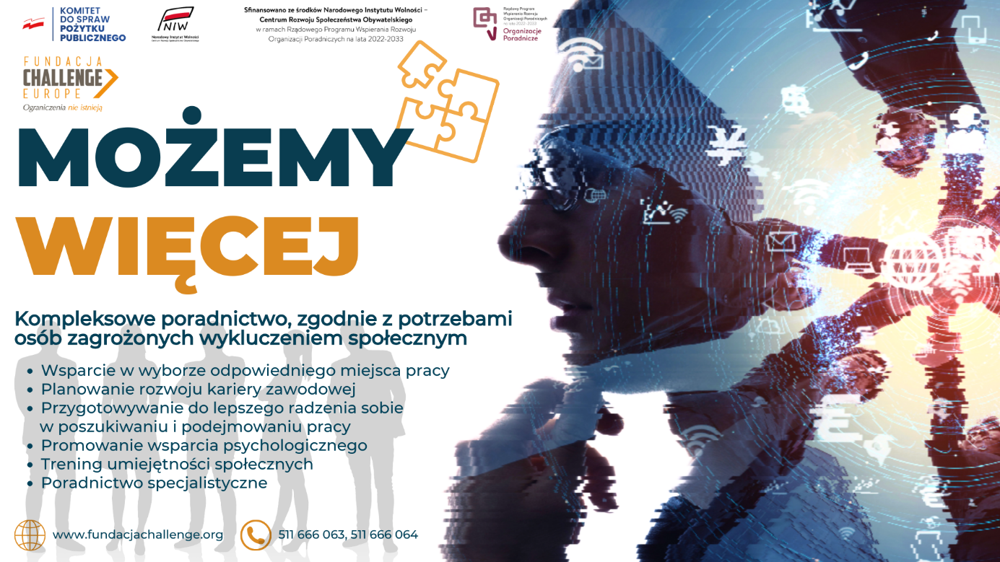 KOMITET
DO SPRAW
POŻYTKU
PUBLICZNEGO
NIW
Narodowy Instytut Wolności
Centrum Rozwoju Społeczeństwa Obywatelskiego
Sfinansowano ze środków Narodowego Instytutu Wolności –
Centrum Rozwoju Społeczeństwa Obywatelskiego
w ramach Rządowego Programu Wspierania Rozwoju
Organizacji Poradniczych na lata 2022-2033
Rządowy Program
Wspierania Rozwoju
Organizacji Poradniczych
na lata 2022-2033
Organizacje
Poradnicze
FUNDACJA
CHALLENGE
EUROPE
Ograniczenia nie istnieją
MOŻEMY
WIĘCEJ
Kompleksowe poradnictwo, zgodnie z potrzebami
osób zagrożonych wykluczeniem społecznym
• Wsparcie w wyborze odpowiedniego miejsca pracy
• Planowanie rozwoju kariery zawodowej
• Przygotowywanie do lepszego radzenia sobie
w poszukiwaniu i podejmowaniu pracy
• Promowanie wsparcia psychologicznego
• Trening umiejętności społecznych
• Poradnictwo specjalistyczne
www.fundacjachallenge.org
511 666 063, 511 666 064